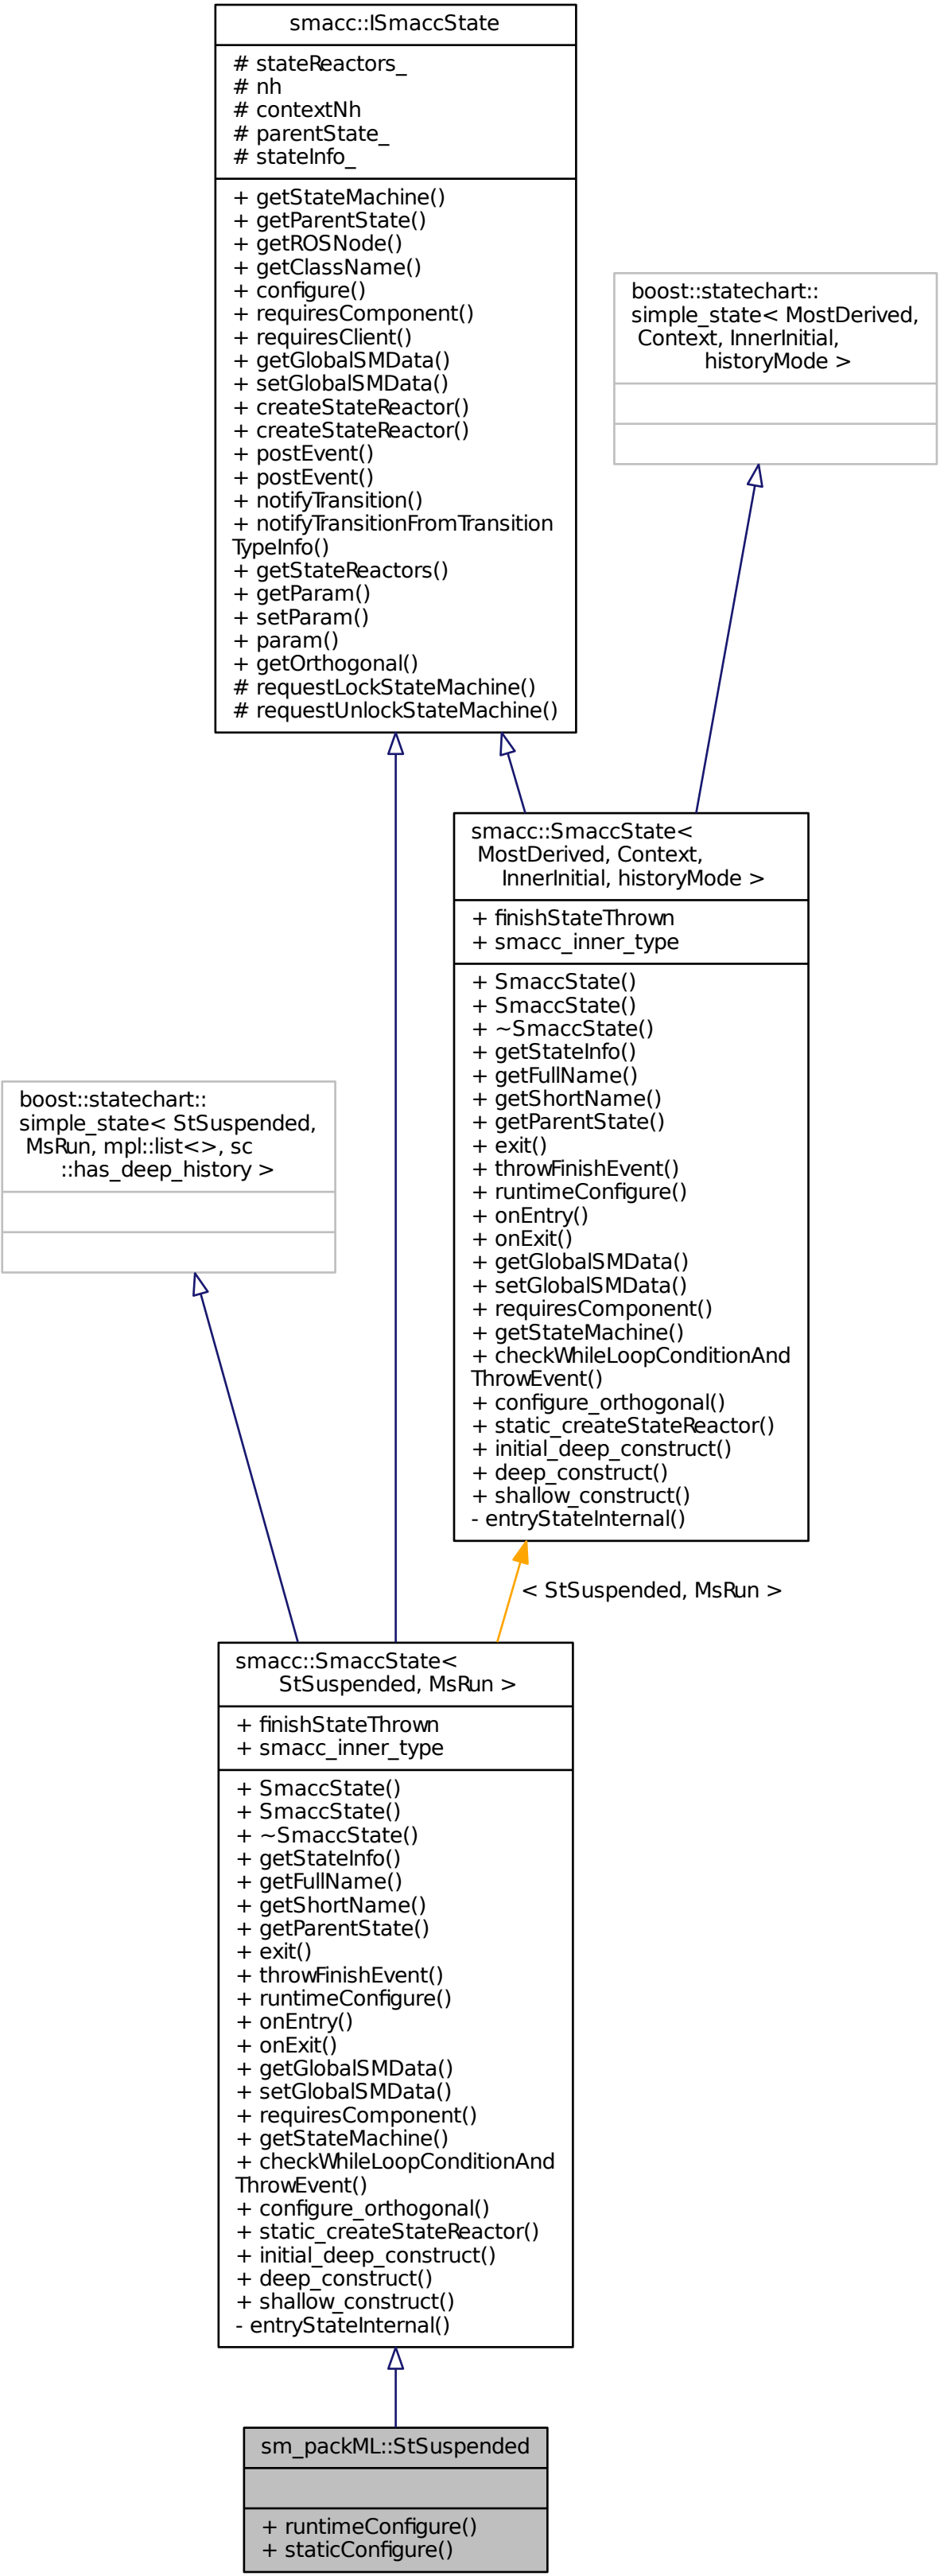 smacc::ISmaccState
# stateReactors_
# nh
# contextNh
# parentState_
# stateInfo_
+ getStateMachine()
+ getParentState()
+ getROSNode()
+ getClassName()
+ configure()
+ requiresComponent()
+ requiresClient()
+ getGlobalSMData()
+ setGlobalSMData()
+ createStateReactor()
+ createStateReactor()
+ postEvent()
+ postEvent()
+ notifyTransition()
+ notifyTransitionFromTransition
TypeInfo()
+ getStateReactors()
+ getParam()
+ setParam()
+ param()
+ getOrthogonal()
# requestLockStateMachine()
# requestUnlockStateMachine()
boost::statechart::
simple_state< MostDerived,
Context, InnerInitial,
historyMode >
smacc::SmaccState<
MostDerived, Context,
InnerInitial, historyMode >
+ finishStateThrown
+ smacc_inner_type
+ SmaccState()
+ SmaccState()
+ ~SmaccState()
+ getStateInfo()
+ getFullName()
+ getShortName()
+ getParentState()
+ exit()
+ throwFinishEvent()
+ runtimeConfigure()
+ onEntry()
+ onExit()
+ getGlobalSMData()
+ setGlobalSMData()
+ requiresComponent()
+ getStateMachine()
+ checkWhileLoopConditionAnd
ThrowEvent()
+ configure_orthogonal()
+ static_createStateReactor()
+ initial_deep_construct()
+ deep_construct()
+ shallow_construct()
- entryStateInternal()
boost::statechart::
simple_state< StSuspended,
MsRun, mpl::list<>, sc
::has_deep_history >
< StSuspended, MsRun >
smacc::SmaccState<
StSuspended, MsRun >
+ finishStateThrown
+ smacc_inner_type
+ SmaccState()
+ SmaccState()
+ ~SmaccState()
+ getStateInfo()
+ getFullName()
+ getShortName()
+ getParentState()
+ exit()
+ throwFinishEvent()
+ runtimeConfigure()
+ onEntry()
+ onExit()
+ getGlobalSMData()
+ setGlobalSMData()
+ requiresComponent()
+ getStateMachine()
+ checkWhileLoopConditionAnd
ThrowEvent()
+ configure_orthogonal()
+ static_createStateReactor()
+ initial_deep_construct()
+ deep_construct()
+ shallow_construct()
- entryStateInternal()
sm_packML::StSuspended
+ runtimeConfigure()
+ staticConfigure()